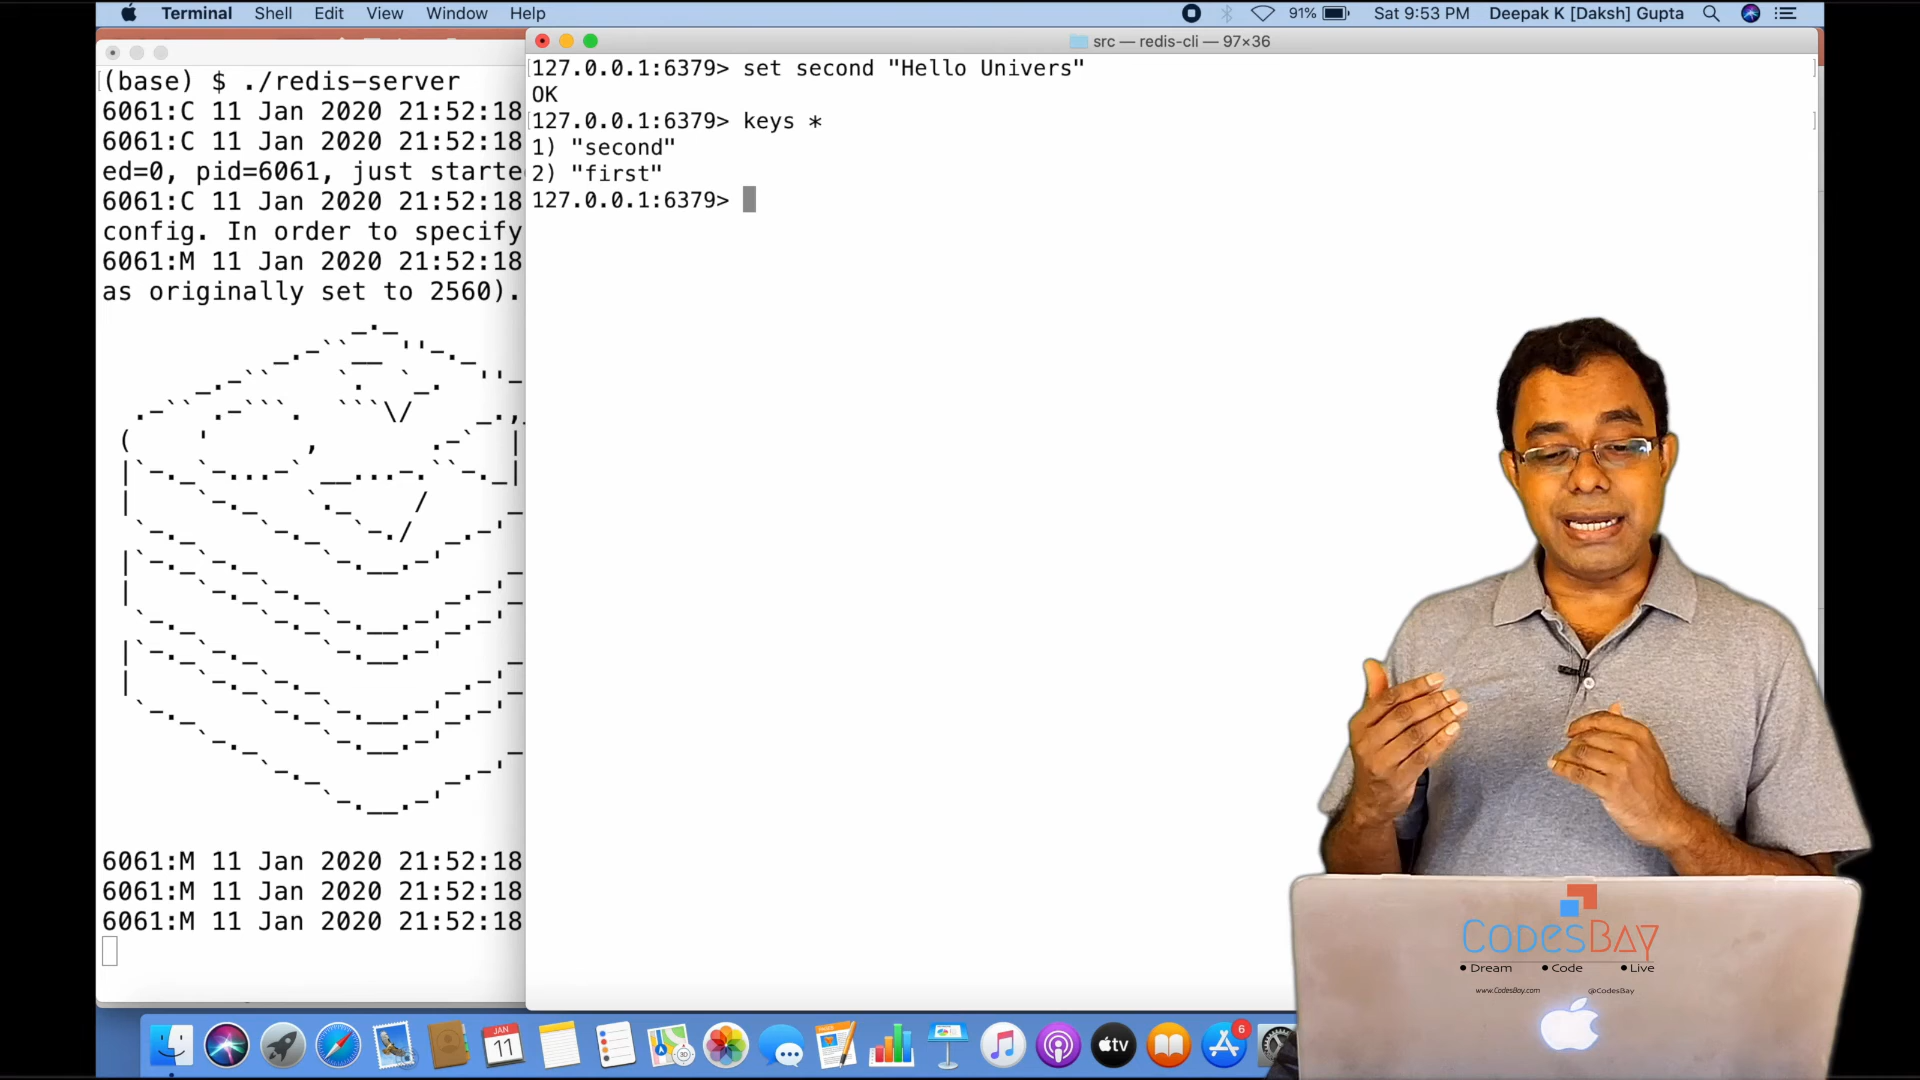 Terminal Shell Edit View Window Help 91% Sat 9:53 PM Deepak K [Daksh] Gupta
src — redis-cli — 97×36
(base) $ ./redis-server
6061:C 11 Jan 2020 21:52:18
6061:C 11 Jan 2020 21:52:18
ed=0, pid=6061, just starte
6061:C 11 Jan 2020 21:52:18
config. In order to specify
6061:M 11 Jan 2020 21:52:18
as originally set to 2560).
6061:M 11 Jan 2020 21:52:18
6061:M 11 Jan 2020 21:52:18
6061:M 11 Jan 2020 21:52:18
127.0.0.1:6379> set second "Hello Univers"
OK
127.0.0.1:6379> keys *
1) "second"
2) "first"
127.0.0.1:6379>
CodesBay
• Dream • Code • Live
www.CodesBay.com @CodesBay
JAN
11
tv
6